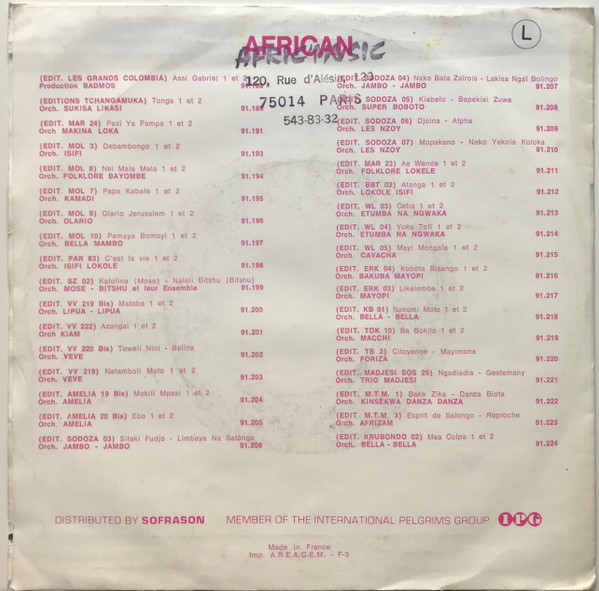 AFRICAN
AFRIC MUSIC
120, Rue d'Alésia, 120
75014 PARIS
543-83-32
L
(EDIT. LES GRANDS COLOMBIA) Assi Gabriel 1 et 2
Production BADMOS
(EDITIONS TCHANGAMUKA) Tonga 1 et 2
Orch. SUKISA LIKASI
(EDIT. MAR 24) Pasi Ya Pampa 1 et 2
Orch MAKINA LOKA 91.191
(EDIT. MOL 3) Debambongo 1 et 2
Orch. ISIFI 91.193
(EDIT. MOL 8) Nei Mala Mala 1 et 2
Orch. FOLKLORE BAYOMBE 91.194
(EDIT. MOL 7) Papa Kabale 1 et 2
Orch. KAMADI 91.195
(EDIT. MOL 9) Olario Jerusalem 1 et 2
Orch. OLARIO 91.196
(EDIT. MOL 10) Pemaya Bomoyi 1 et 2
Orch. BELLA MAMBO 91.197
(EDIT. PAR 83) C'est la vie 1 et 2
Orch. ISIFI LOKOLE 91.198
(EDIT. SZ 02) Kalolina (Mose) - Naleli Bitshu (Bitshu)
Orch. MOSE - BITSHU et leur Ensemble 91.199
(EDIT. VV 219 Bis) Matoba 1 et 2
Orch. LIPUA - LIPUA 91.200
(EDIT. VV 222) Azangai 1 et 2
Orch KIAM 91.201
(EDIT. VV 220 Bis) Towali Nini - Belina
Orch. VEVE 91.202
(EDIT. VV 218) Nalamboli Moto 1 et 2
Orch. VEVE 91.203
(EDIT. AMELIA 19 Bis) Mokili Mpasi 1 et 2
Orch. AMELIA 91.204
(EDIT. AMELIA 20 Bis) Ebo 1 et 2
Orch. AMELIA 91.205
(EDIT. SODOZA 03) Sitaki Fudjo - Limbaya Na Salongo
Orch. JAMBO - JAMBO 91.206
(EDIT. SODOZA 04) Nako Bala Zaïrois - Lakisa Ngai Bolingo
Orch. JAMBO - JAMBO 91.207
(EDIT. SODOZA 05) Kiabelo - Bapekisi Zuwa
Orch. SUPER BOBOTO 91.208
(EDIT. SODOZA 06) Djoina - Alpha
Orch. LES NZOY 91.209
(EDIT. SODOZA 07) Mopakano - Nako Yekola Koloka
Orch. LES NZOY 91.210
(EDIT. MAR 23) Ae Wende 1 et 2
Orch. FOLKLORE LOKELE 91.211
(EDIT. BBT 02) Atanga 1 et 2
Orch. LOKOLE ISIFI 91.212
(EDIT. WL 03) Celia 1 et 2
Orch. ETUMBA NA NGWAKA 91.213
(EDIT. WL 04) Yoka Toli 1 et 2
Orch. ETUMBA NA NGWAKA 91.214
(EDIT. WL 05) Mayi Mongala 1 et 2
Orch. CAVACHA 91.215
(EDIT. ERK 04) Kobota Bisango 1 et 2
Orch. BAKUBA MAYOPI 91.216
(EDIT. ERK 03) Likelemba 1 et 2
Orch. MAYOPI 91.217
(EDIT. KB 01) Nakomi Moto 1 et 2
Orch. BELLA - BELLA 91.218
(EDIT. TOK 10) Ba Bokilo 1 et 2
Orch. MACCHI 91.219
(EDIT. TB 2) Citoyenne - Mayimona
Orch. FORIZA 91.220
(EDIT. MADJESI SOS 29) Ngadiadia - Gestemany
Orch. TRIO MADJESI 91.221
(EDIT. M.T.M. 1) Bake Zika - Danza Biota
Orch. KINSEKWA DANZA DANZA 91.222
(EDIT. M.T.M. 3) Esprit de Salongo - Reproche
Orch. AFRIZAM 91.223
(EDIT. KRUBONDO 02) Mea Culpa 1 et 2
Orch. BELLA - BELLA 91.224
DISTRIBUTED BY SOFRASON MEMBER OF THE INTERNATIONAL PELGRIMS GROUP IPG
Made in France
Imp. A.R.E.A.C.E.M. - F-3